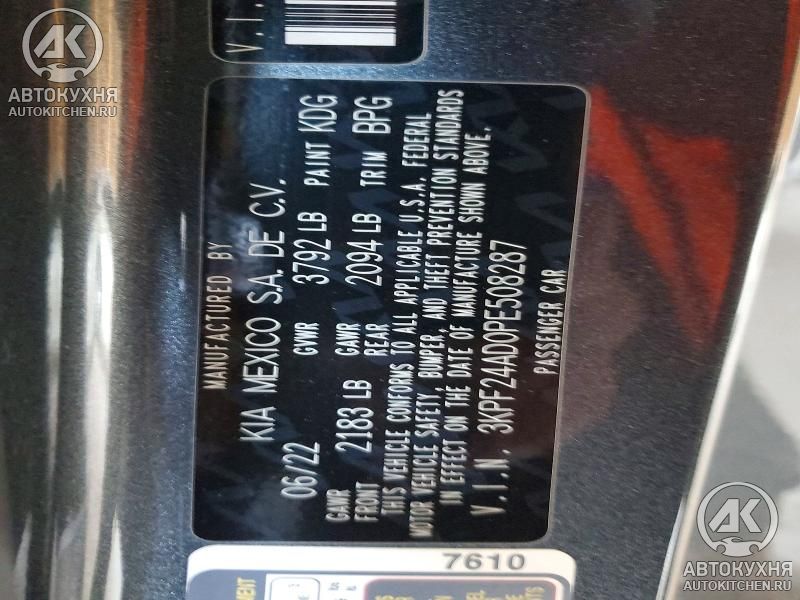 АВТОКУХНЯ
AUTOKITCHEN.RU
V.I.
MANUFACTURED BY
KIA MEXICO S.A. DE C.V.
06/22 GVWR 3792 LB PAINT KDG
GAWR FRONT 2183 LB GAWR REAR 2094 LB TRIM BPG
THIS VEHICLE CONFORMS TO ALL APPLICABLE U.S.A. FEDERAL
MOTOR VEHICLE SAFETY, BUMPER, AND THEFT PREVENTION STANDARDS
IN EFFECT ON THE DATE OF MANUFACTURE SHOWN ABOVE.
V.I.N. 3KPF24AD0PE508287
PASSENGER CAR
7610
АВТОКУХНЯ
AUTOKITCHEN.RU